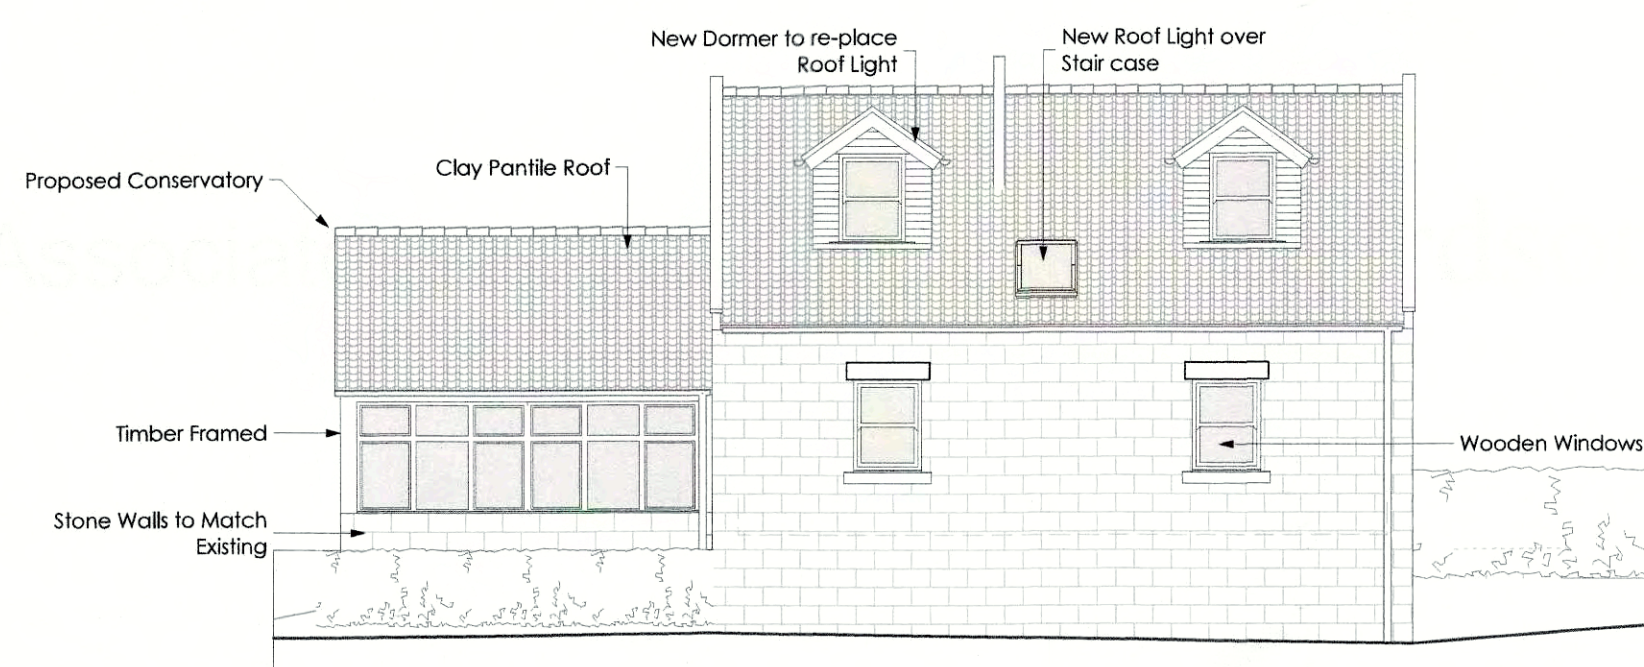 New Dormer to re-place
Roof Light
New Roof Light over
Stair case
Clay Pantile Roof
Proposed Conservatory
Timber Framed
Wooden Windows
Stone Walls to Match
Existing